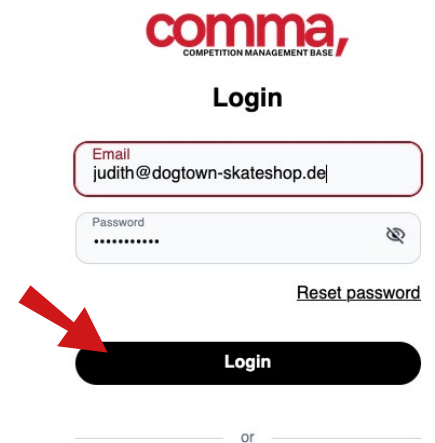 comma,
COMPETITION MANAGEMENT BASE
Login
Email
judith@dogtown-skateshop.de
Password
Reset password
Login
or